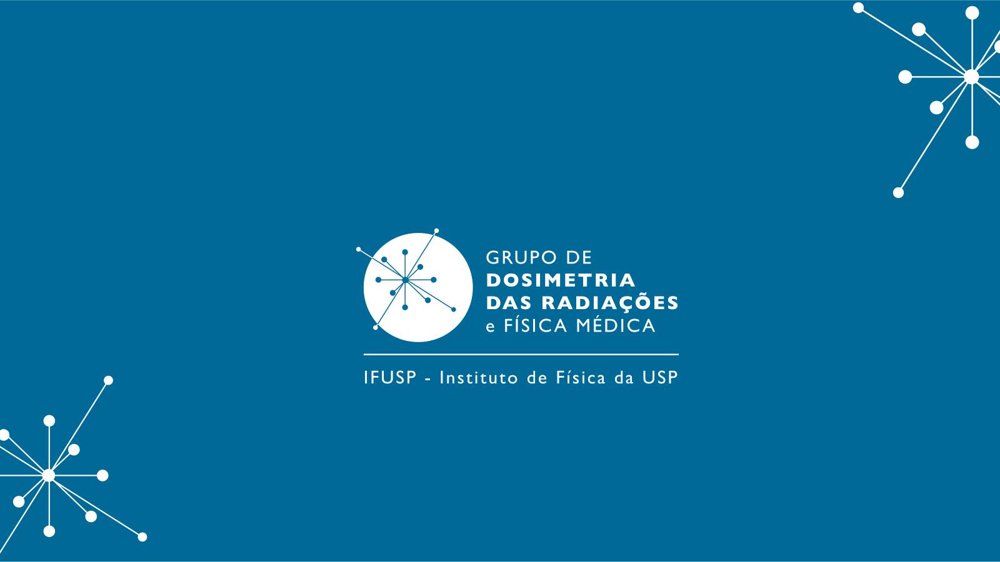 GRUPO DE
DOSIMETRIA
DAS RADIAÇÕES
e FÍSICA MÉDICA
IFUSP - Instituto de Física da USP